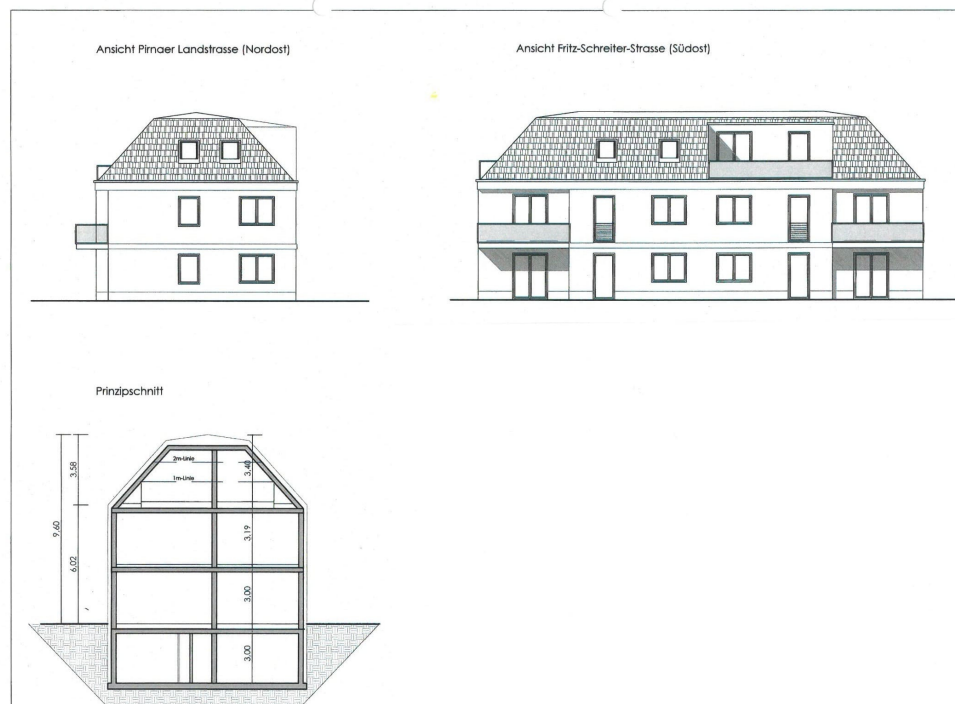 Ansicht Pirnaer Landstrasse (Nordost)
Ansicht Fritz-Schreiter-Strasse (Südost)
Prinzipschnitt
2m-Linie
1m-Linie
3.58
3.40
9.60
3.19
6.02
3.00
3.00